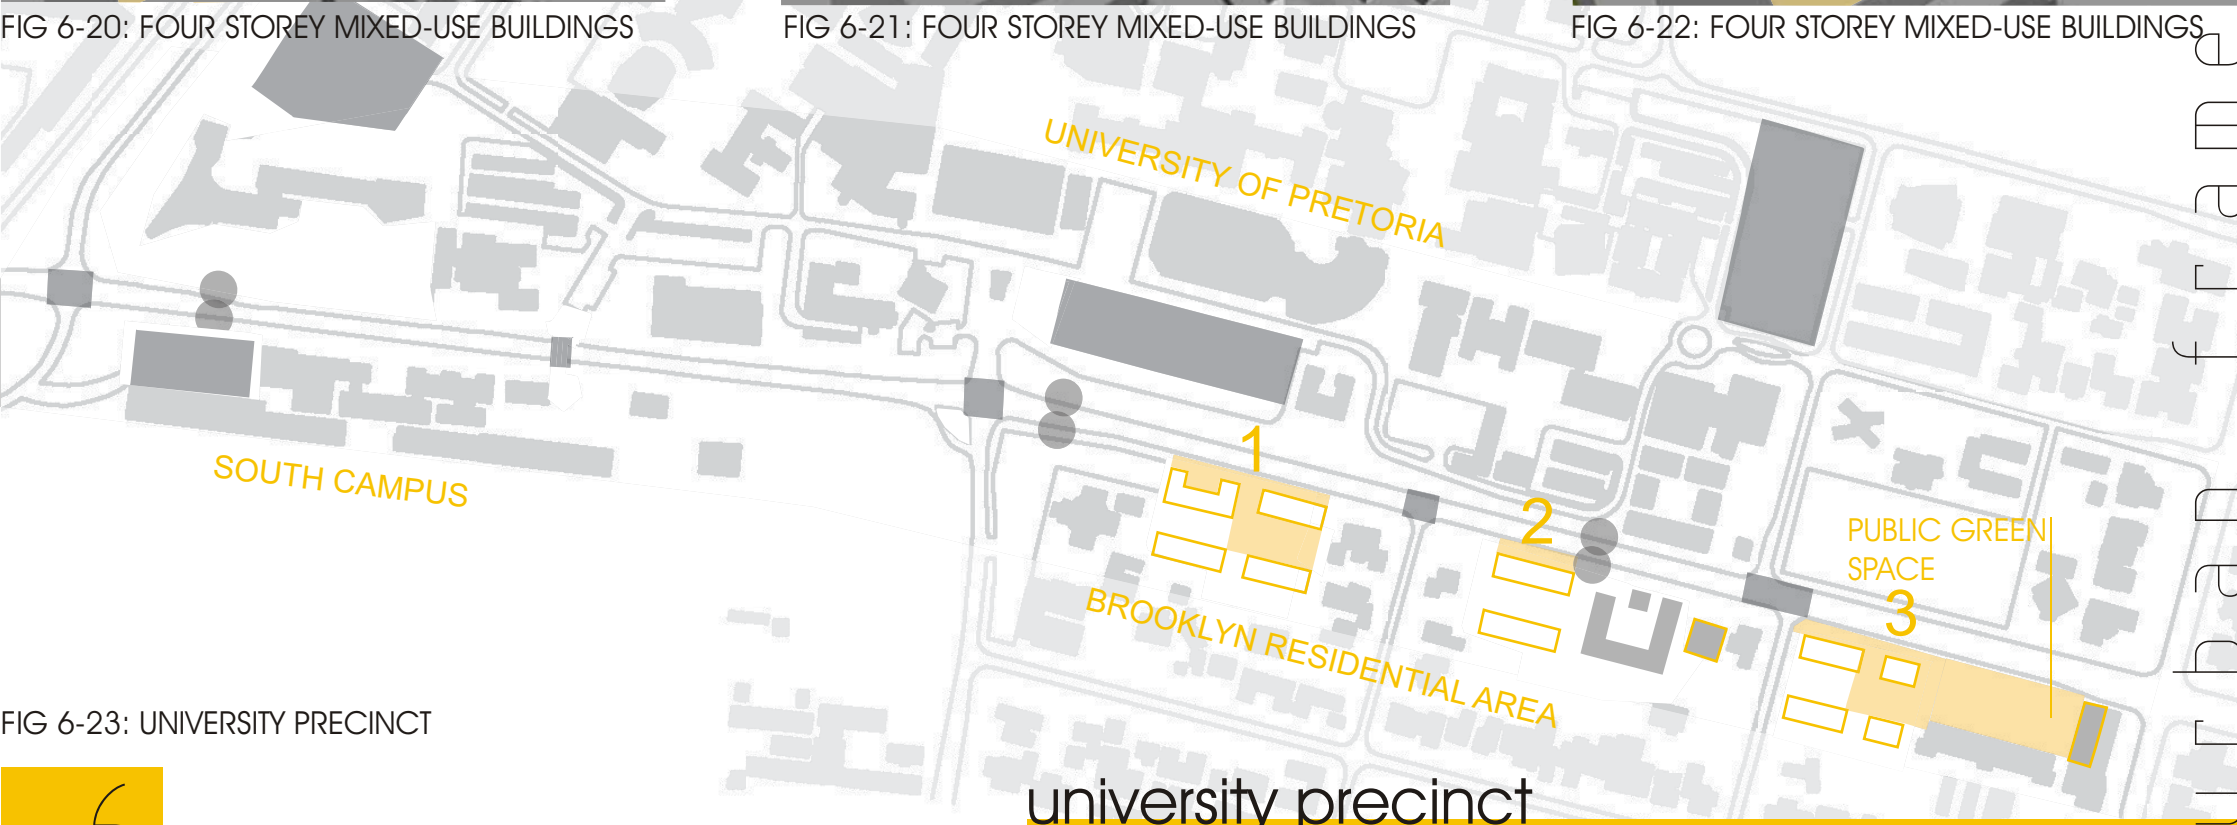 FIG 6-20: FOUR STOREY MIXED-USE BUILDINGS
FIG 6-21: FOUR STOREY MIXED-USE BUILDINGS
FIG 6-22: FOUR STOREY MIXED-USE BUILDINGS
UNIVERSITY OF PRETORIA
SOUTH CAMPUS
1
2
PUBLIC GREEN
SPACE
3
BROOKLYN RESIDENTIAL AREA
FIG 6-23: UNIVERSITY PRECINCT
university precinct
urban frame